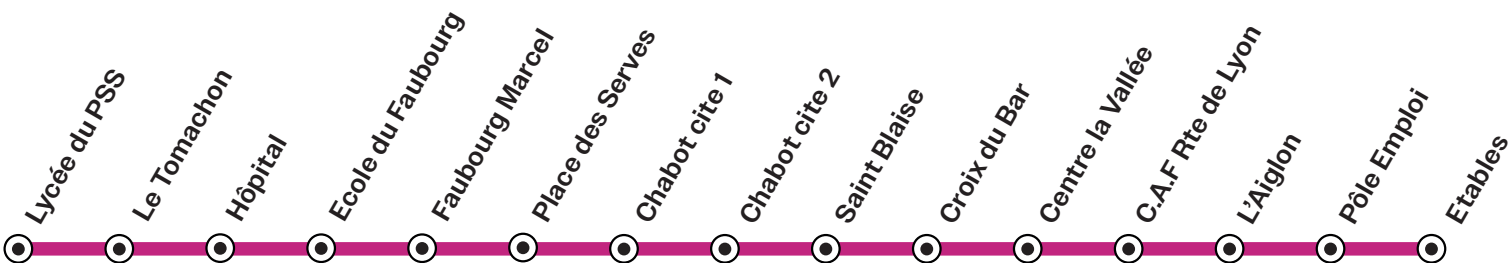 Lycée du PSS
Le Tomachon
Hôpital
Ecole du Faubourg
Faubourg Marcel
Place des Serves
Chabot cite 1
Chabot cite 2
Saint Blaise
Croix du Bar
Centre la Vallée
C.A.F Rte de Lyon
L'Aiglon
Pôle Emploi
Etables